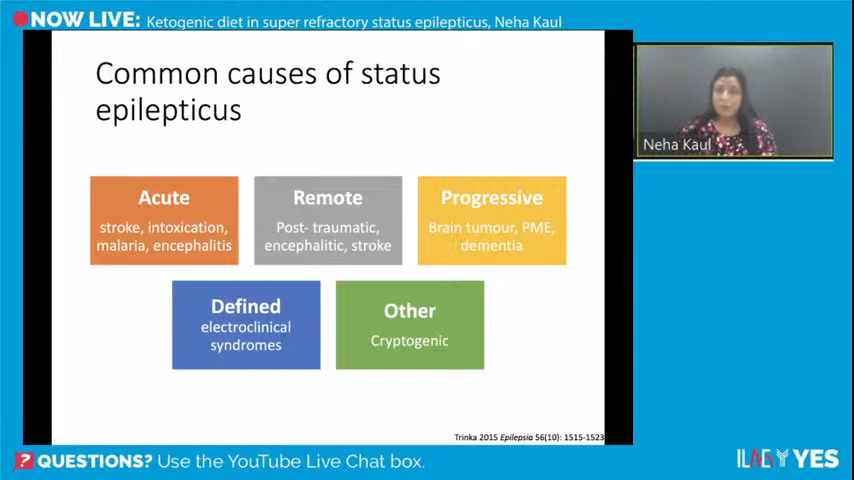 NOW LIVE: Ketogenic diet in super refractory status epilepticus, Neha Kaul
Common causes of status
epilepticus
Acute
stroke, intoxication,
malaria, encephalitis
Remote
Post- traumatic,
encephalitic, stroke
Progressive
Brain tumour, PME,
dementia
Defined
electroclinical
syndromes
Other
Cryptogenic
Trinka 2015 Epilepsia 56(10): 1515-1523
Neha Kaul
? QUESTIONS? Use the YouTube Live Chat box.
ILAE YES